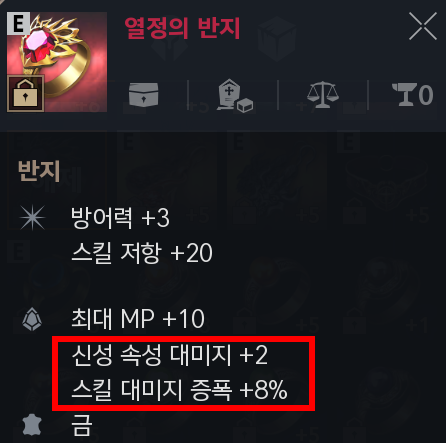 E
열정의 반지
0
반지
방어력 +3
스킬 저항 +20
최대 MP +10
신성 속성 대미지 +2
스킬 대미지 증폭 +8%
금